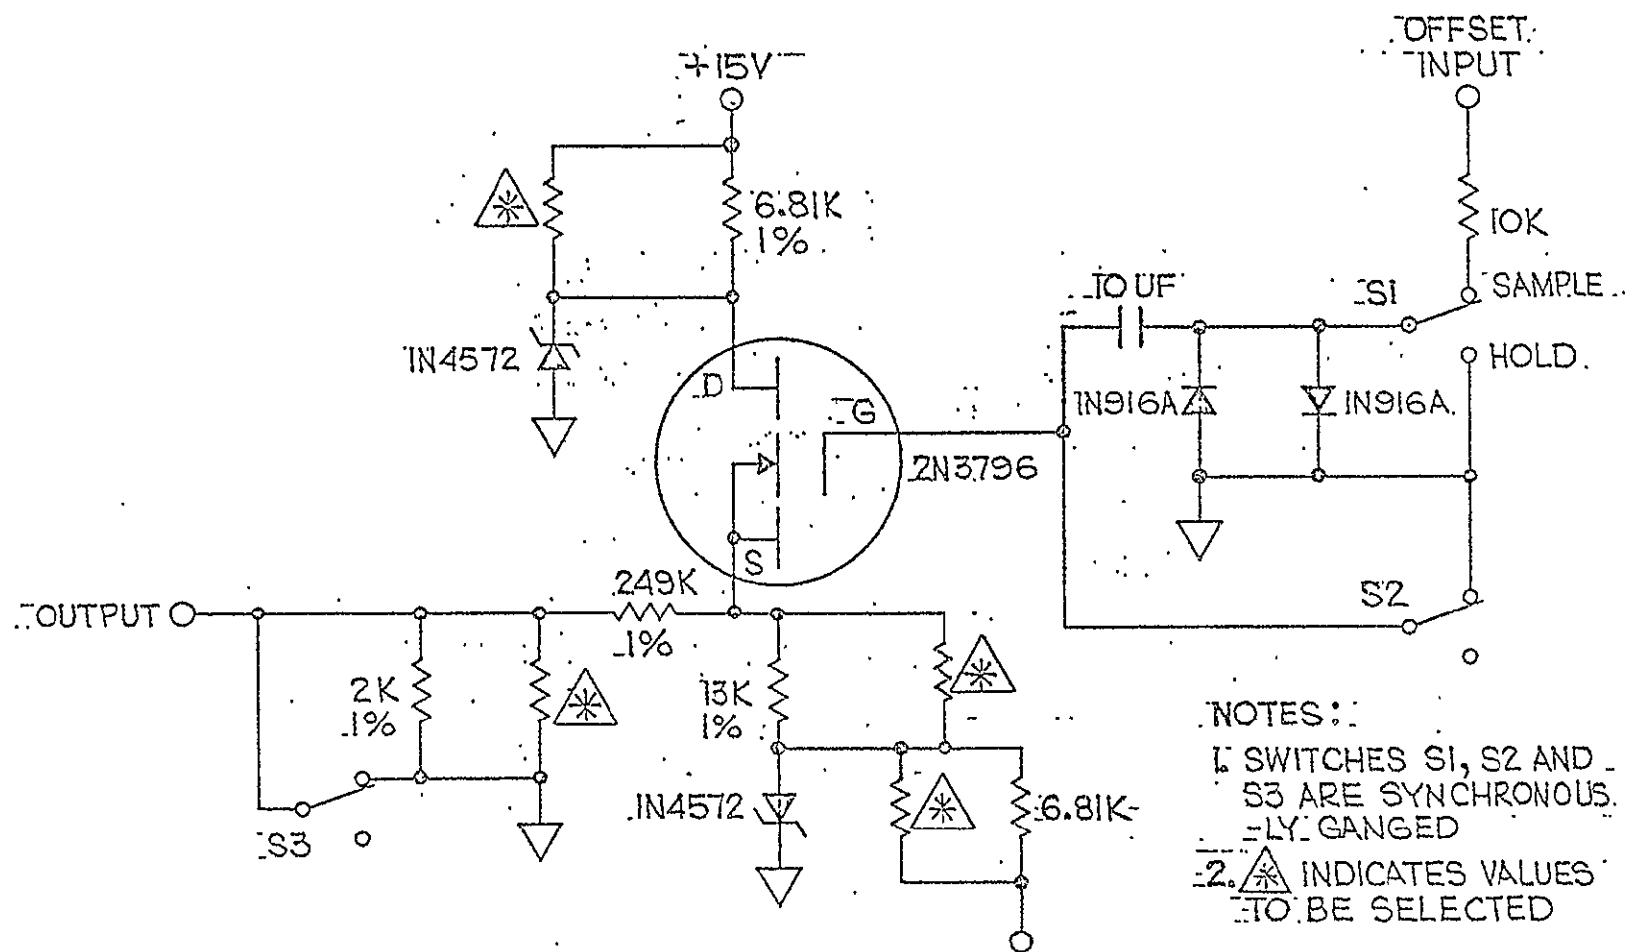 OFFSET
INPUT
+15V
6.81K
1%
10K
10 UF
S1
SAMPLE
HOLD
1N4572
D
G
1N916A
1N916A
2N3796
S
S2
OUTPUT
249K
1%
2K
1%
13K
1%
S3
1N4572
6.81K
NOTES:
1. SWITCHES S1, S2 AND
S3 ARE SYNCHRONOUS-
LY GANGED
2. INDICATES VALUES
TO BE SELECTED